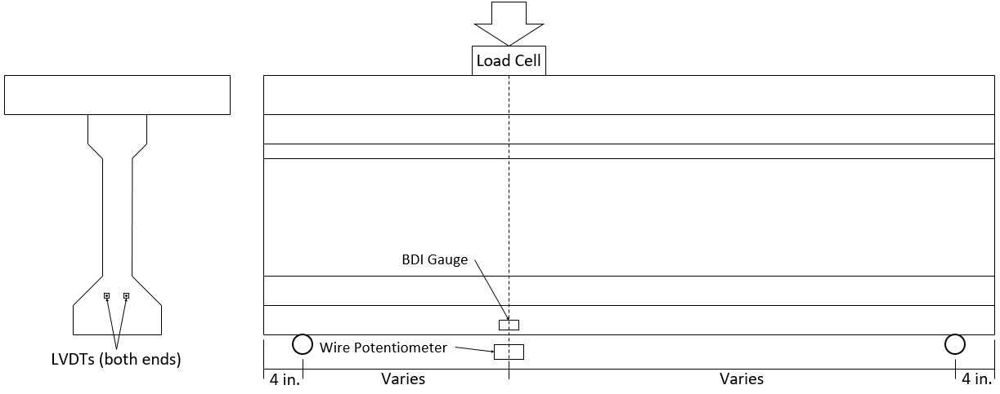 Load Cell
BDI Gauge
LVDTs (both ends)
Wire Potentiometer
4 in.
Varies
Varies
4 in.